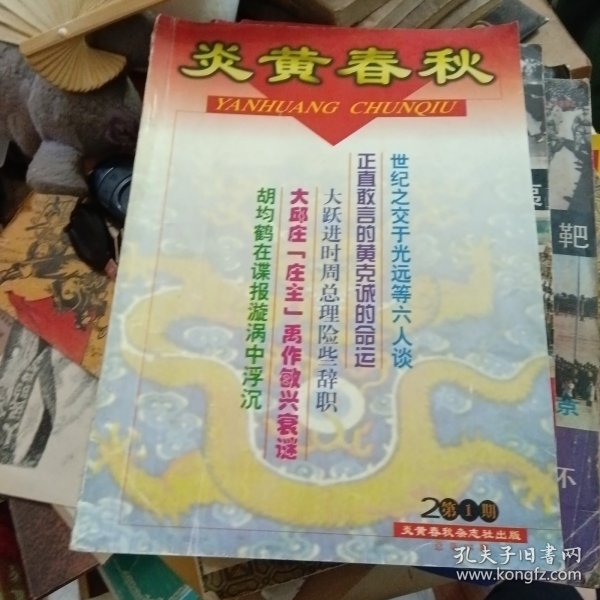 炎黄春秋
YANHUANG CHUNQIU
世纪之交于光远等六人谈
正直敢言的黄克诚的命运
大跃进时周总理险些辞职
大邱庄「庄主」禹作敏兴衰谜
胡均鹤在谍报漩涡中浮沉
2 第1期
炎黄春秋杂志社出版
靶
京
不
孔夫子旧书网
www.kongfz.com